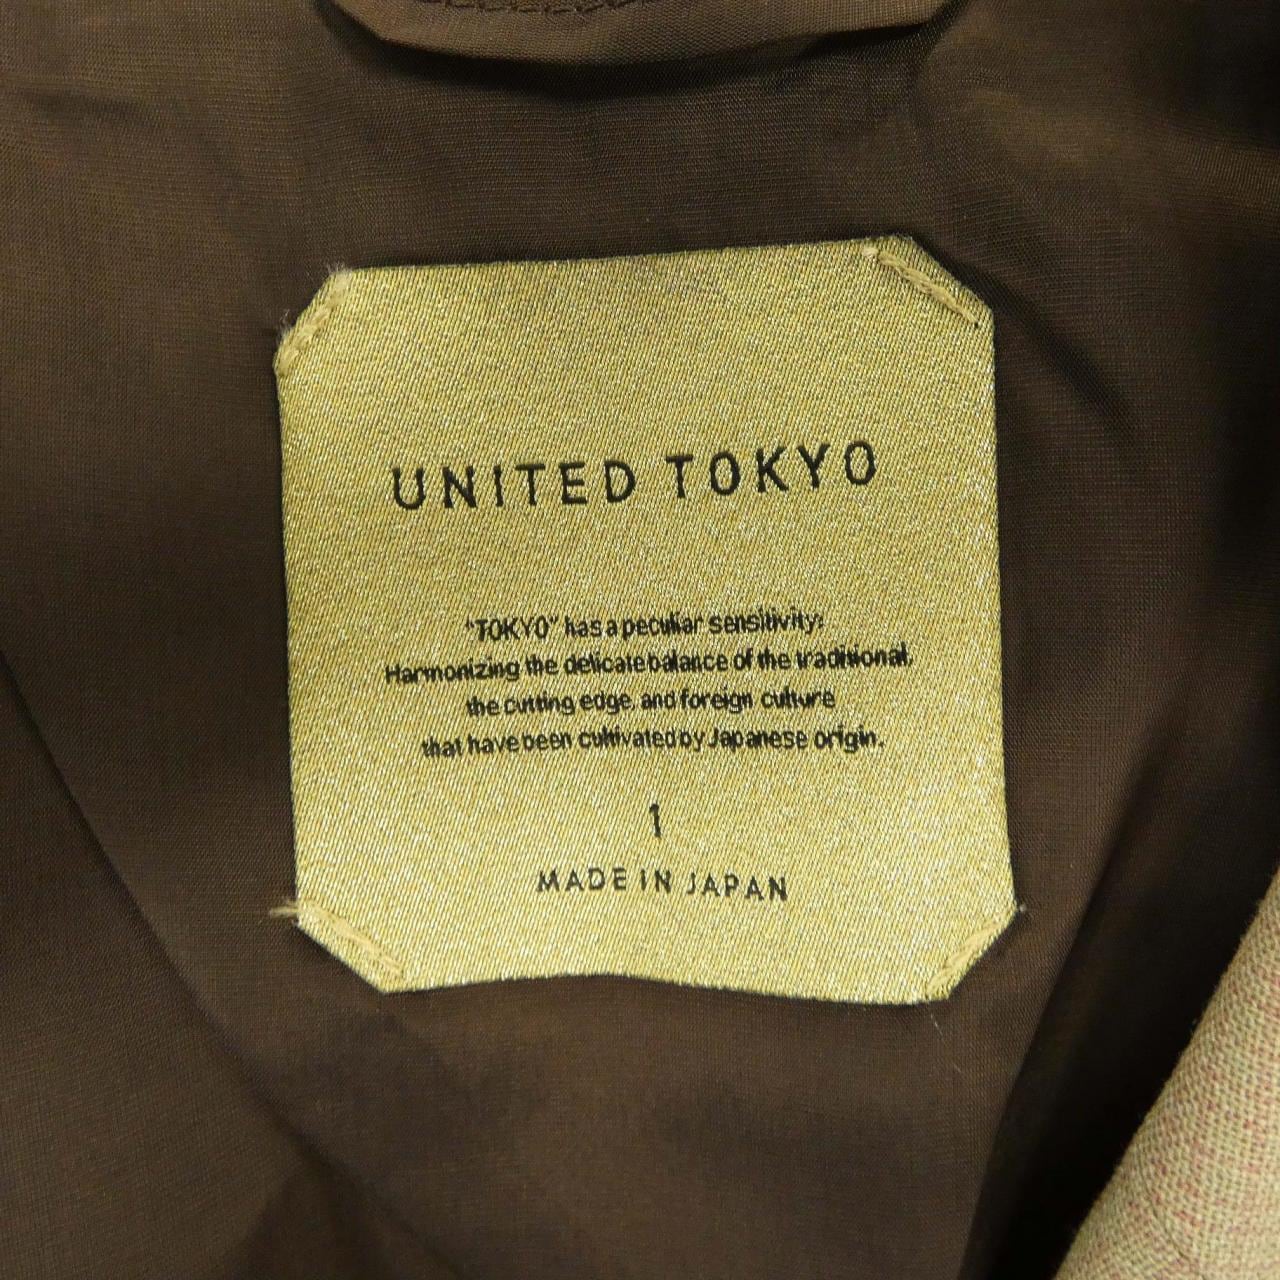 UNITED TOKYO
"TOKYO" has a peculiar sensitivity:
Harmonizing the delicate balance of the traditional,
the cutting edge, and foreign culture
that have been cultivated by Japanese origin.
1
MADE IN JAPAN